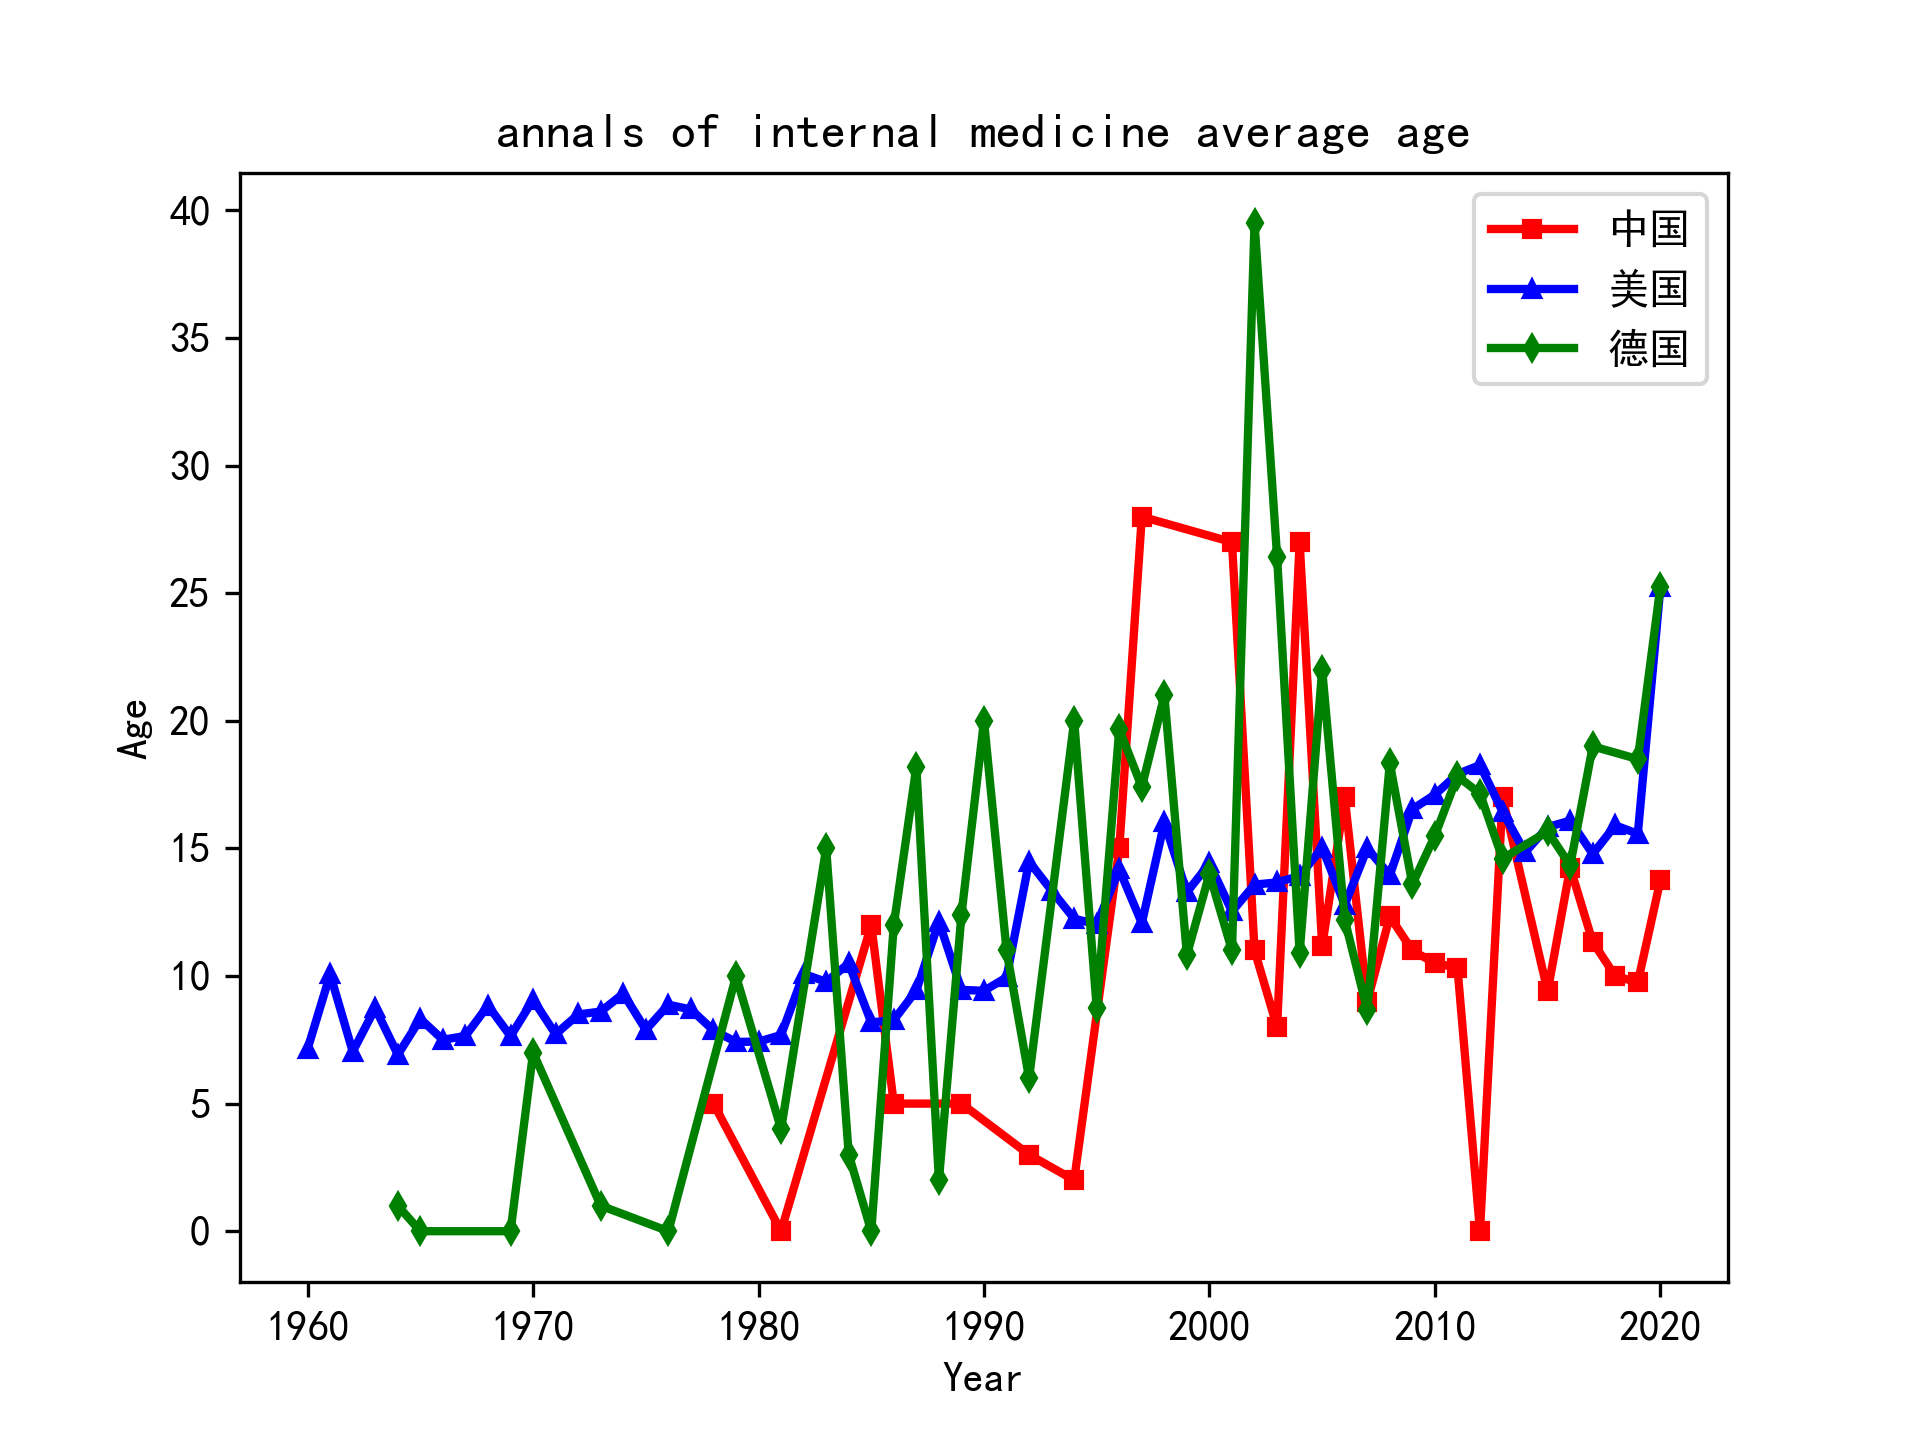 annals of internal medicine average age
中国
美国
德国
40
35
30
25
20
15
10
5
0
Age
1960 1970 1980 1990 2000 2010 2020
Year